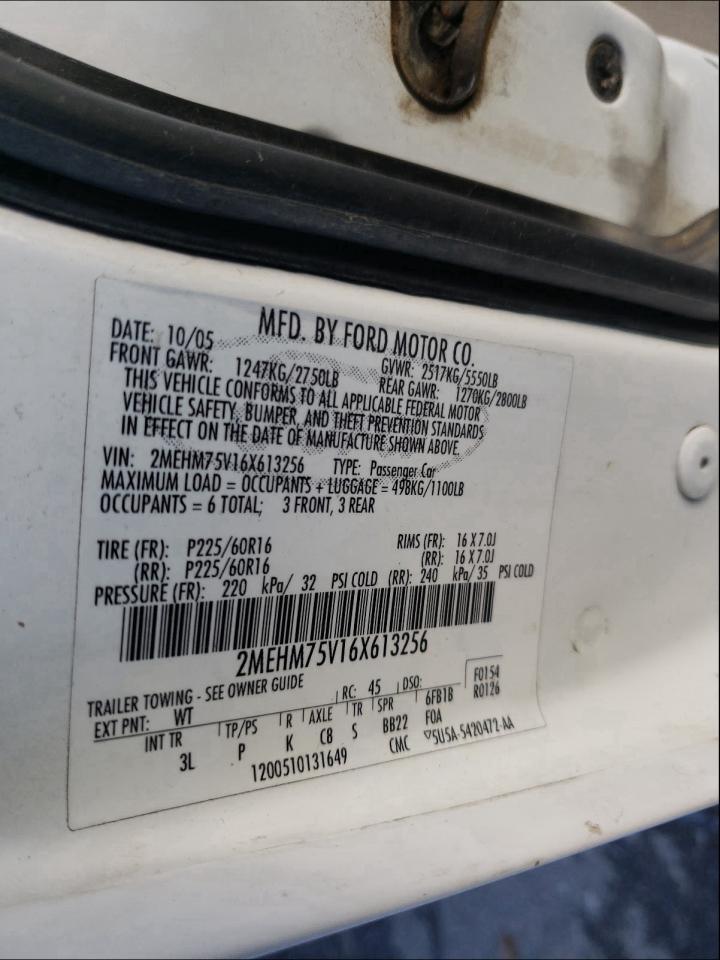 MFD. BY FORD MOTOR CO.
DATE: 10/05 GVWR: 2517KG/5550LB
FRONT GAWR: 1247KG/2750LB REAR GAWR: 1270KG/2800LB
THIS VEHICLE CONFORMS TO ALL APPLICABLE FEDERAL MOTOR
VEHICLE SAFETY, BUMPER, AND THEFT PREVENTION STANDARDS
IN EFFECT ON THE DATE OF MANUFACTURE SHOWN ABOVE.
VIN: 2MEHM75V16X613256 TYPE: Passenger Car
MAXIMUM LOAD = OCCUPANTS + LUGGAGE = 498KG/1100LB
OCCUPANTS = 6 TOTAL; 3 FRONT, 3 REAR
TIRE (FR): P225/60R16 RIMS (FR): 16 X 7.0J
(RR): P225/60R16 (RR): 16 X 7.0J
PRESSURE (FR): 220 kPa/ 32 PSI COLD (RR): 240 kPa/ 35 PSI COLD
2MEHM75V16X613256
TRAILER TOWING - SEE OWNER GUIDE F0154
EXT PNT: WT RC: 45 DSO: R0126
INT TR TP/PS R AXLE TR SPR 6FB1B
3L P K C8 S BB22 FOA
1200510131649 CMC ▽5U5A-5420472-AA